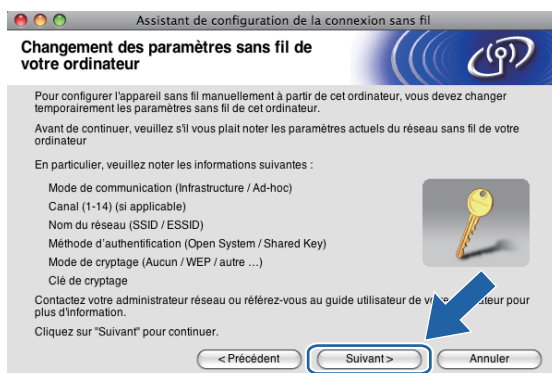 Assistant de configuration de la connexion sans fil
Changement des paramètres sans fil de
votre ordinateur
Pour configurer l'appareil sans fil manuellement à partir de cet ordinateur, vous devez changer
temporairement les paramètres sans fil de cet ordinateur.
Avant de continuer, veuillez s'il vous plait noter les paramètres actuels du réseau sans fil de votre
ordinateur
En particulier, veuillez noter les informations suivantes :
Mode de communication (Infrastructure / Ad-hoc)
Canal (1-14) (si applicable)
Nom du réseau (SSID / ESSID)
Méthode d'authentification (Open System / Shared Key)
Mode de cryptage (Aucun / WEP / autre ...)
Clé de cryptage
Contactez votre administrateur réseau ou référez-vous au guide utilisateur de pour
plus d'information.
Cliquez sur "Suivant" pour continuer.
< Précédent
Suivant >
Annuler